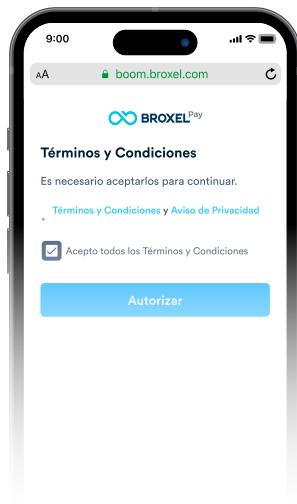 9:00
AA boom.broxel.com
BROXEL Pay
Términos y Condiciones
Es necesario aceptarlos para continuar.
Términos y Condiciones y Aviso de Privacidad
Acepto todos los Términos y Condiciones
Autorizar